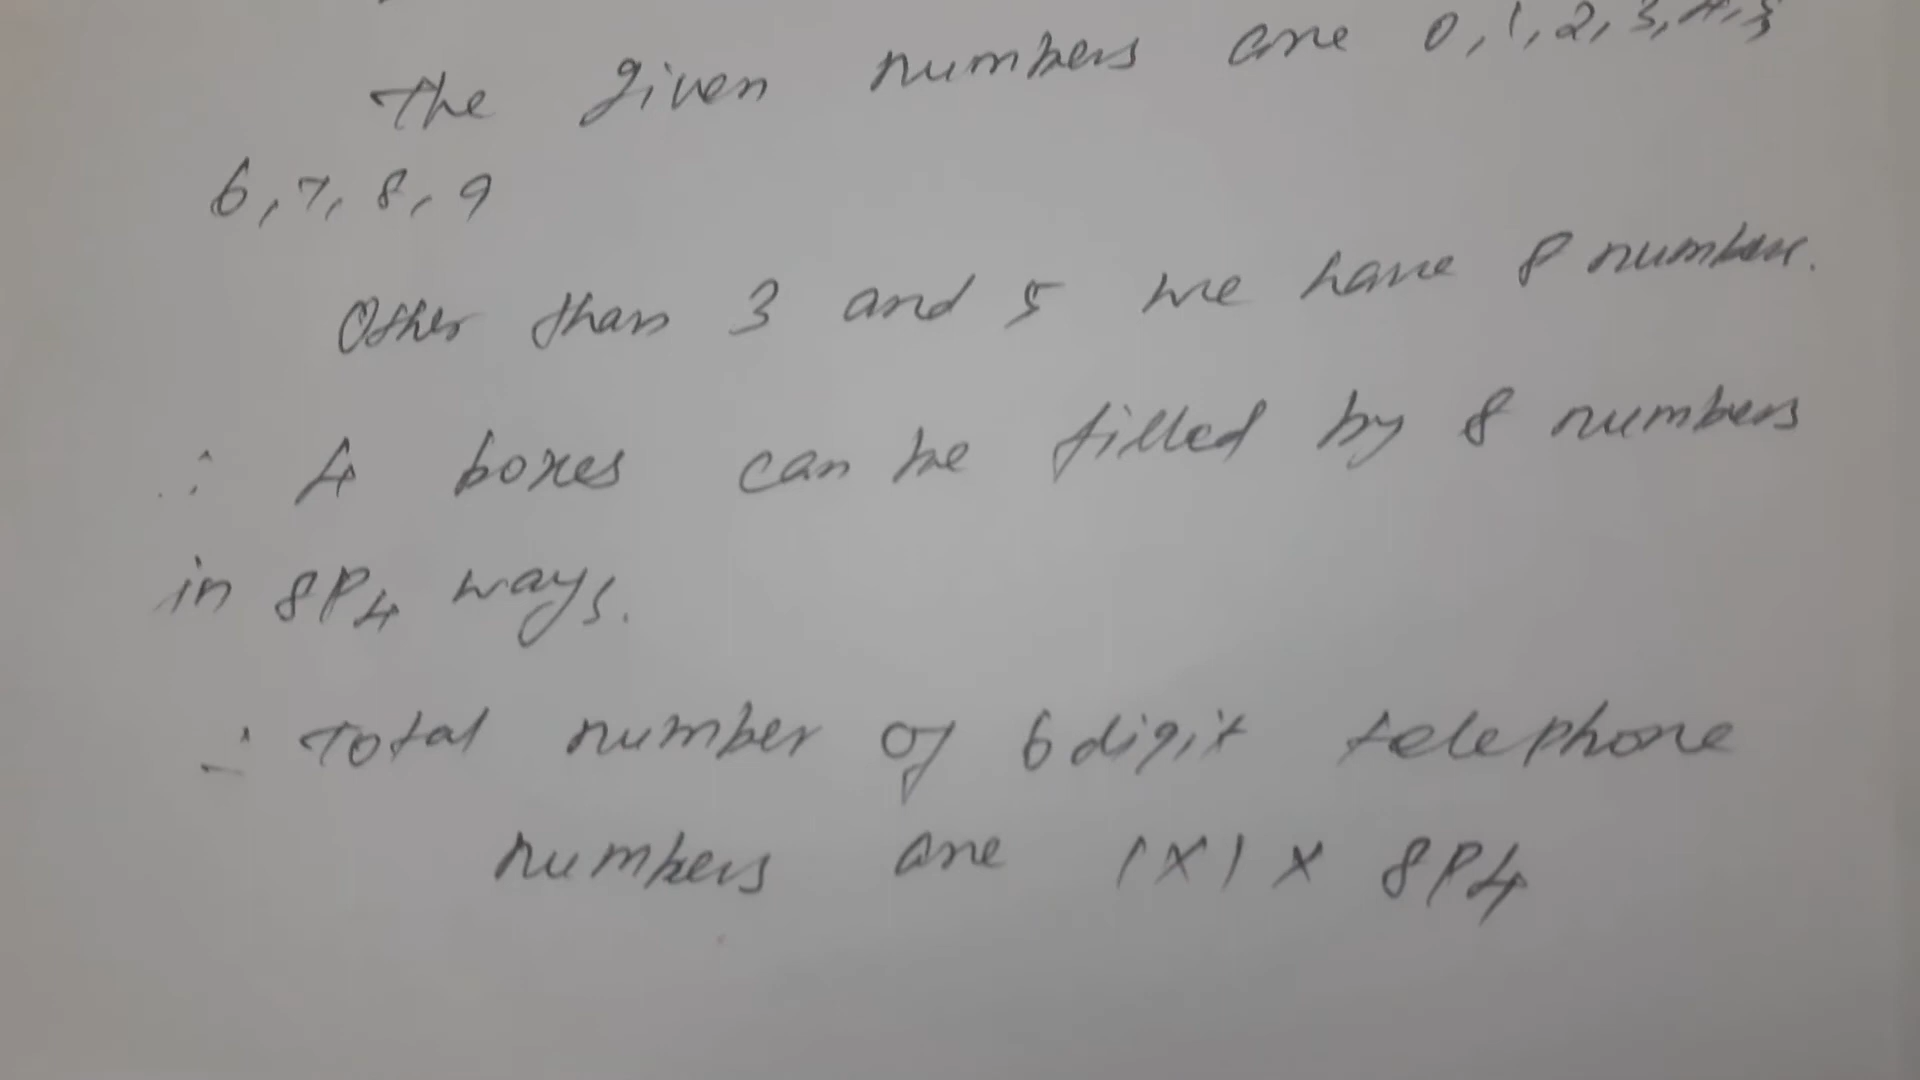 The given numbers are 0,1,2,3,4,5
6,7,8,9
Other than 3 and 5 we have 8 number.
∴ 4 boxes can be filled by 8 numbers
in 8P4 ways.
∴ Total number of 6 digit telephone
numbers are 1×1×8P4